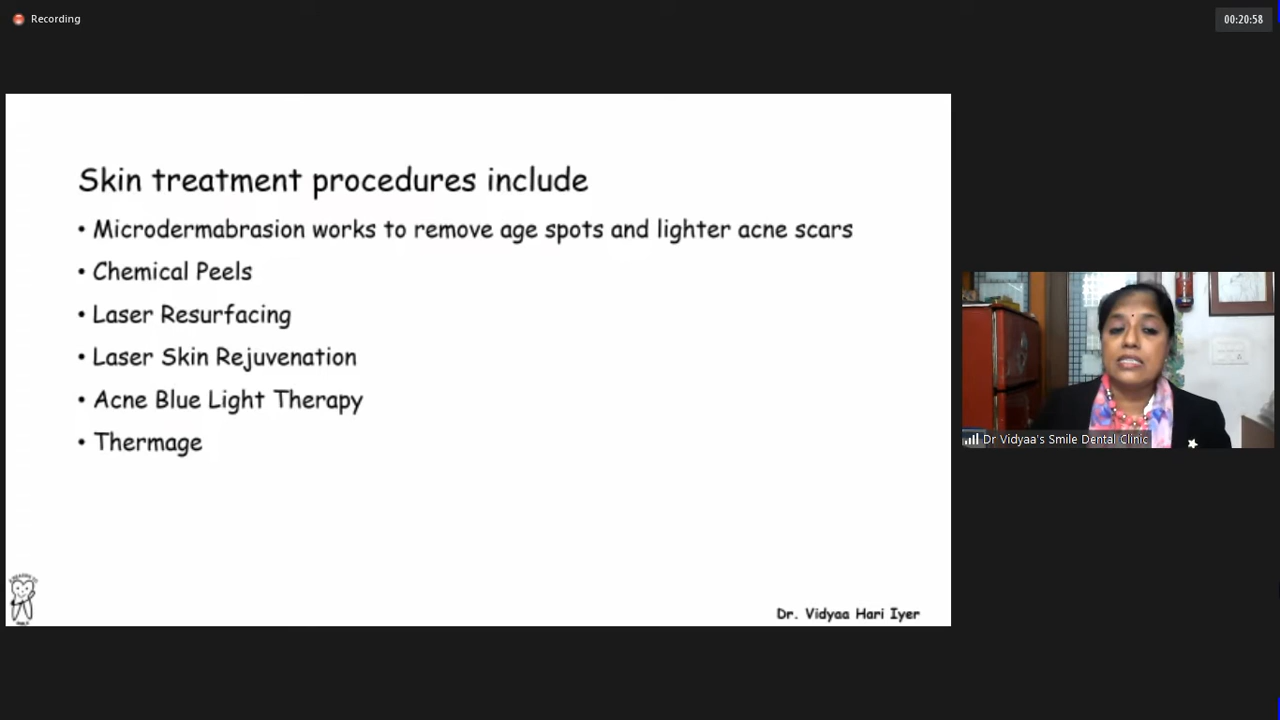 Recording
00:20:58
Skin treatment procedures include
• Microdermabrasion works to remove age spots and lighter acne scars
• Chemical Peels
• Laser Resurfacing
• Laser Skin Rejuvenation
• Acne Blue Light Therapy
• Thermage
Dr. Vidyaa Hari Iyer
Dr Vidyaa's Smile Dental Clinic